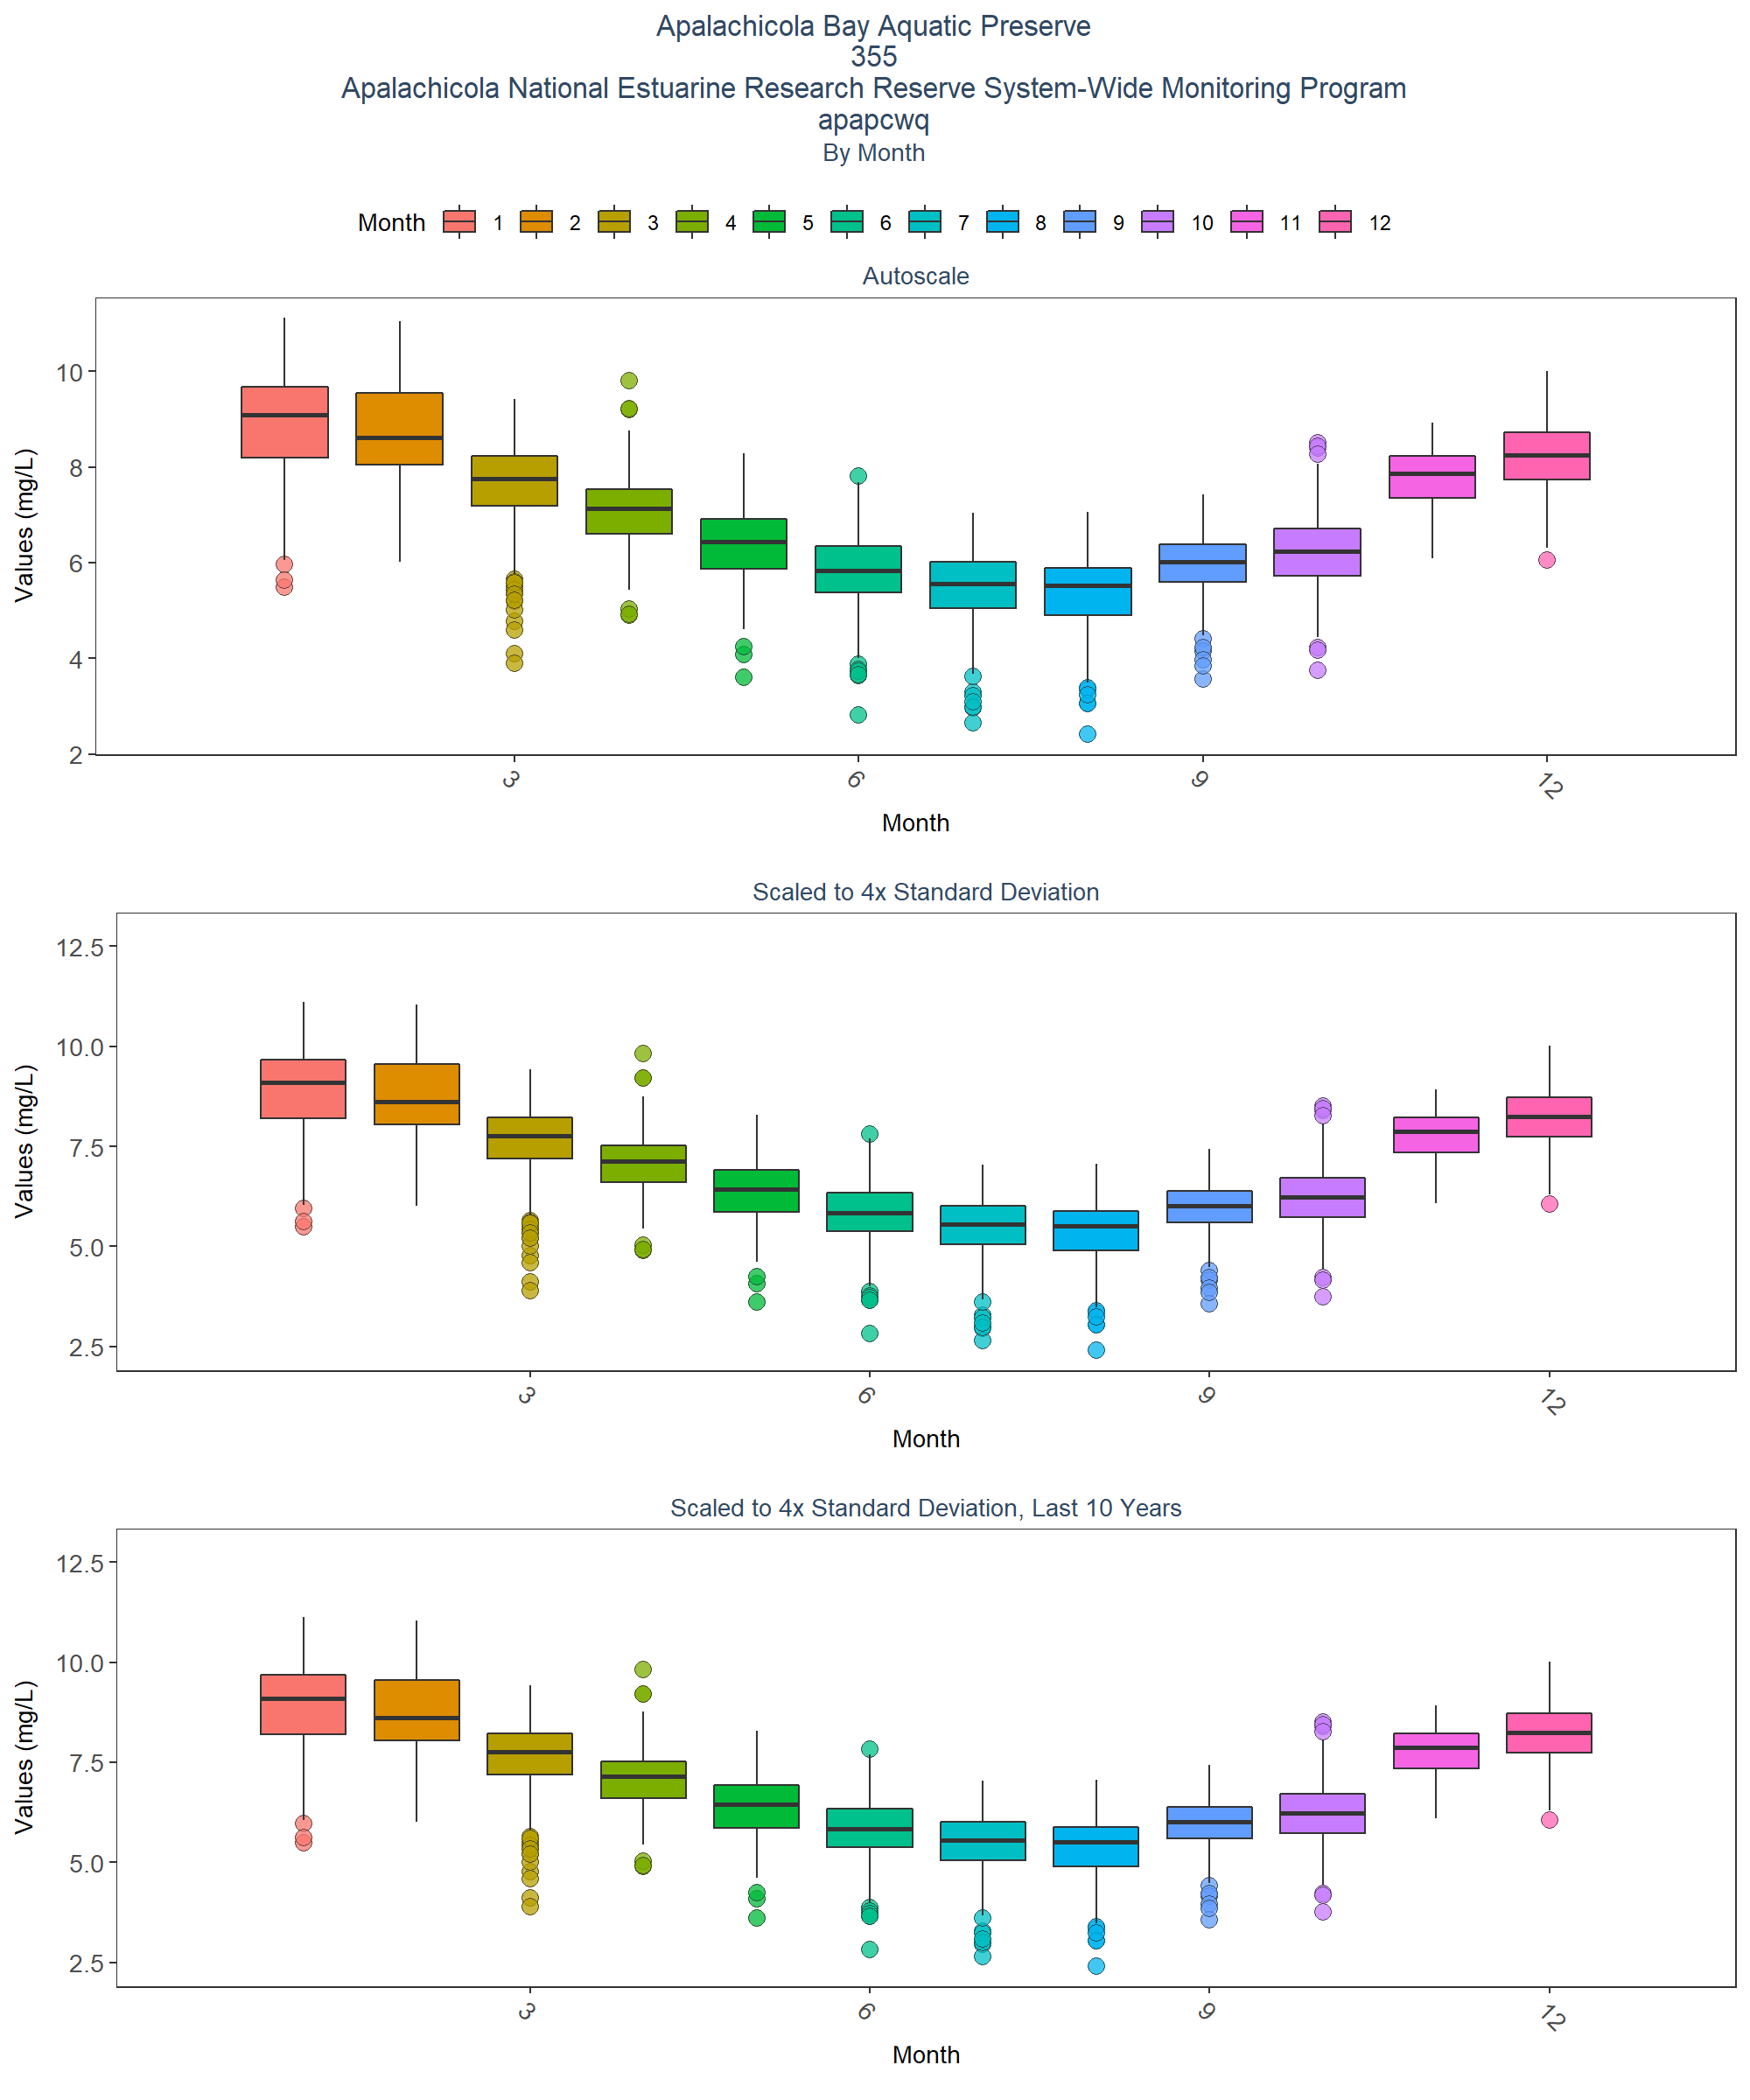 Apalachicola Bay Aquatic Preserve
355
Apalachicola National Estuarine Research Reserve System-Wide Monitoring Program
apapcwq
By Month
Month 1 2 3 4 5 6 7 8 9 10 11 12
Autoscale
Values (mg/L)
10
8
6
4
2
3 6 9 12
Month
Scaled to 4x Standard Deviation
Values (mg/L)
12.5
10.0
7.5
5.0
2.5
3 6 9 12
Month
Scaled to 4x Standard Deviation, Last 10 Years
Values (mg/L)
12.5
10.0
7.5
5.0
2.5
3 6 9 12
Month